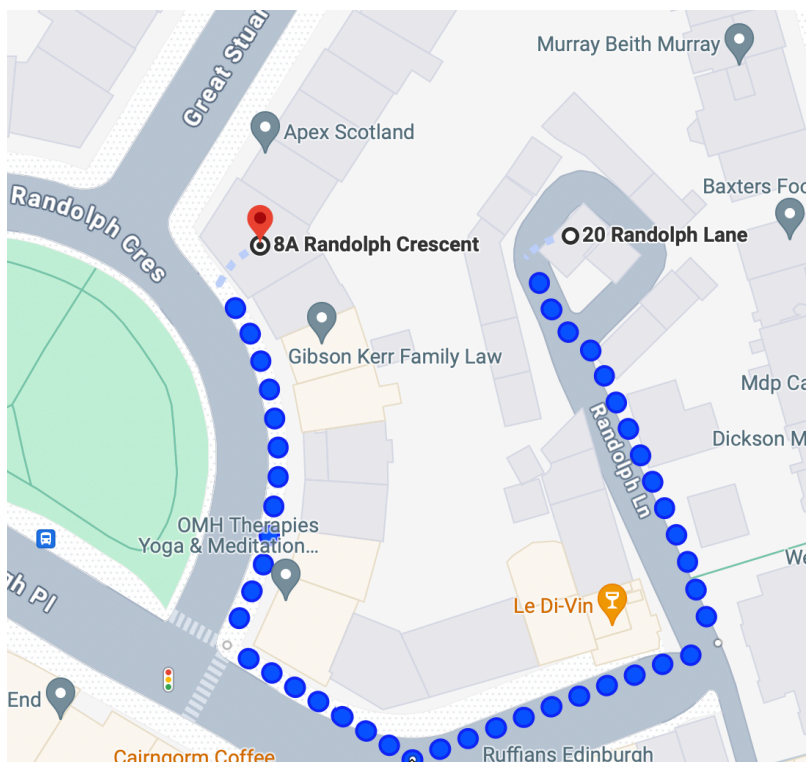 Great Stuar
Murray Beith Murray
Apex Scotland
Randolph Cres
Baxters Foo
8A Randolph Crescent
20 Randolph Lane
Gibson Kerr Family Law
Mdp Ca
Randolph Ln
Dickson M
OMH Therapies
Yoga & Meditation...
We
gh Pl
Le Di-Vin
End
Cairngorm Coffee
Ruffians Edinburgh